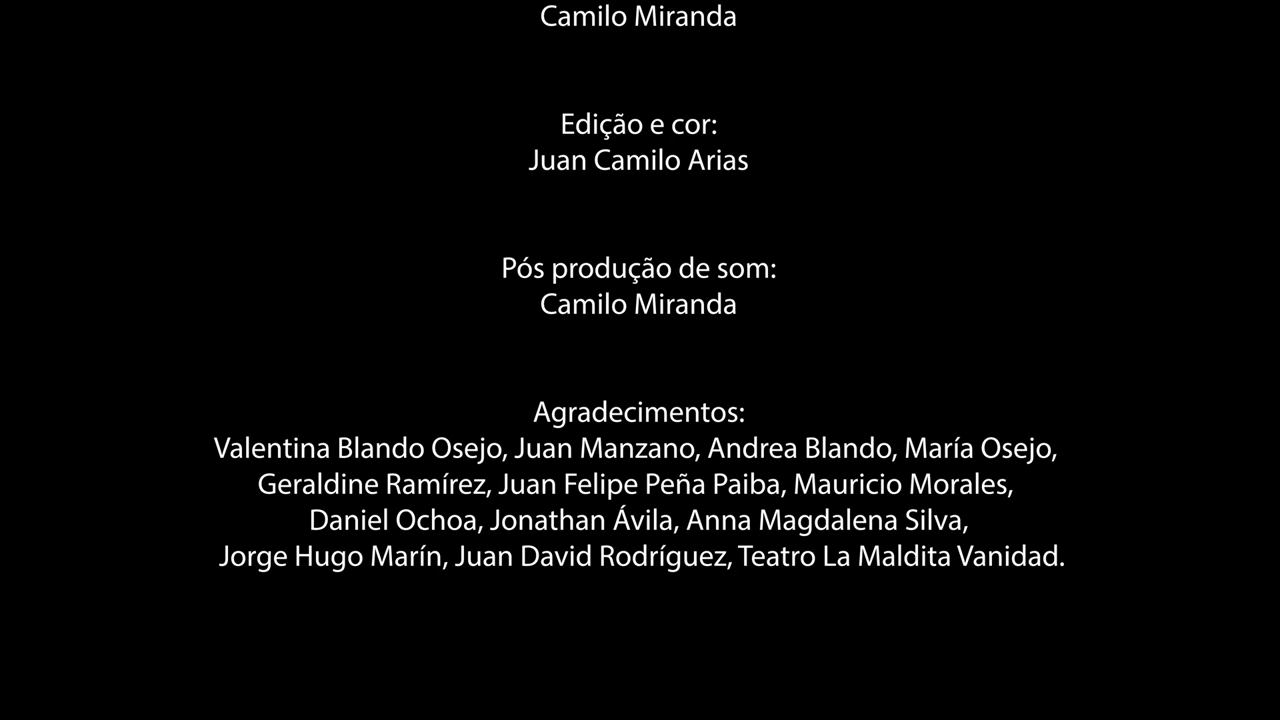 Camilo Miranda
Edição e cor:
Juan Camilo Arias
Pós produção de som:
Camilo Miranda
Agradecimentos:
Valentina Blando Osejo, Juan Manzano, Andrea Blando, María Osejo,
Geraldine Ramírez, Juan Felipe Peña Paiba, Mauricio Morales,
Daniel Ochoa, Jonathan Ávila, Anna Magdalena Silva,
Jorge Hugo Marín, Juan David Rodríguez, Teatro La Maldita Vanidad.